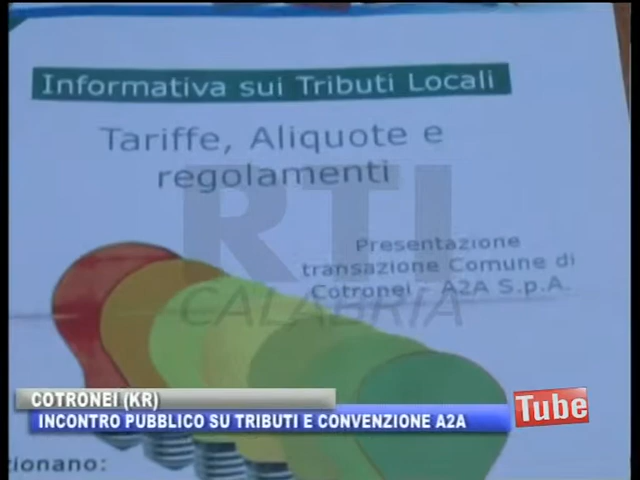 Informativa sui Tributi Locali
Tariffe, Aliquote e
regolamenti
RTI
CALABRIA
Presentazione
transazione Comune di
Cotronei - A2A S.p.A.
COTRONEI (KR)
INCONTRO PUBBLICO SU TRIBUTI E CONVENZIONE A2A
Tube
zionano: